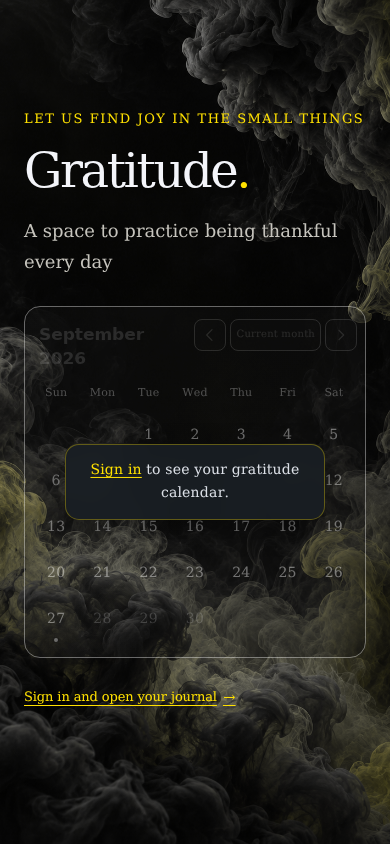 LET US FIND JOY IN THE SMALL THINGS
Gratitude.
A space to practice being thankful
every day
September
2026
Current month
Sun Mon Tue Wed Thu Fri Sat
1 2 3 4 5
6 12
Sign in to see your gratitude
calendar.
13 14 15 16 17 18 19
20 21 22 23 24 25 26
27 28 29 30
Sign in and open your journal →